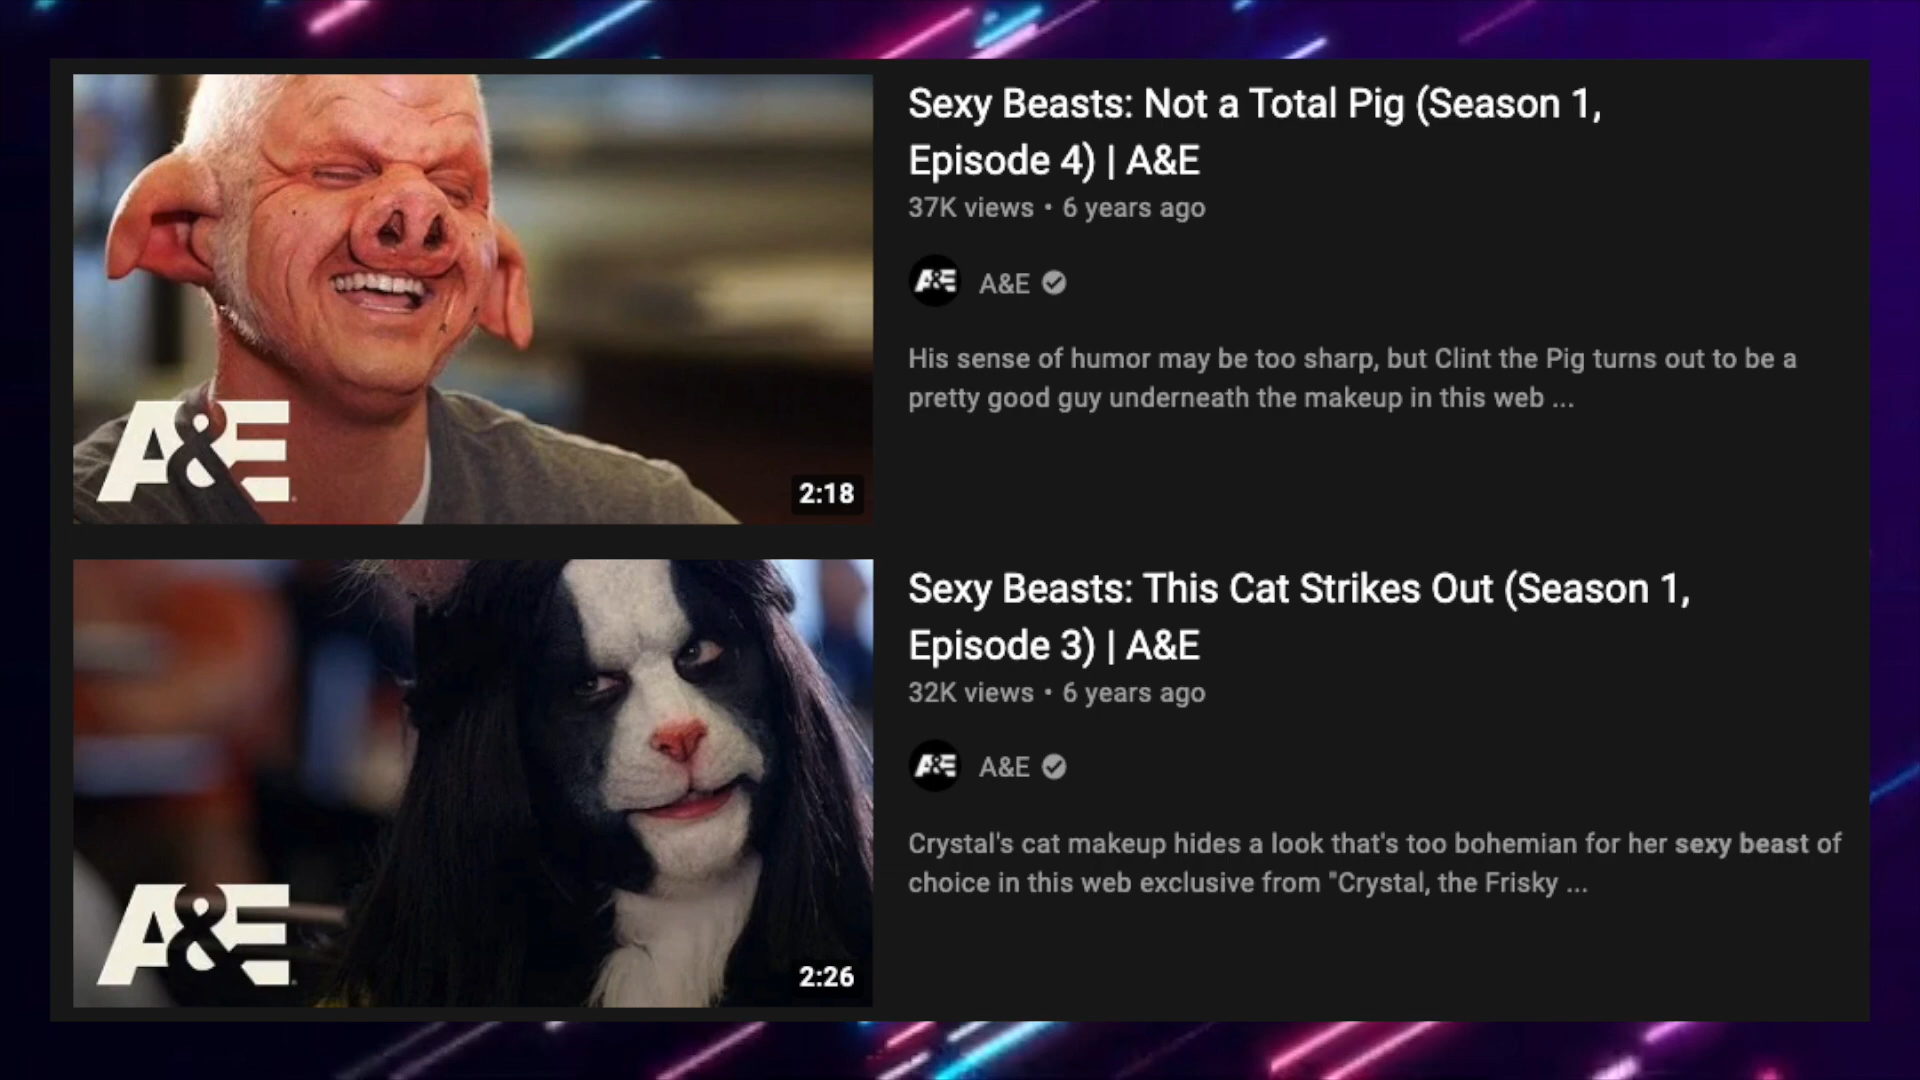 Sexy Beasts: Not a Total Pig (Season 1,
Episode 4) | A&E
37K views • 6 years ago
A&E
A&E
His sense of humor may be too sharp, but Clint the Pig turns out to be a
pretty good guy underneath the makeup in this web ...
A&E
2:18
Sexy Beasts: This Cat Strikes Out (Season 1,
Episode 3) | A&E
32K views • 6 years ago
A&E
A&E
Crystal's cat makeup hides a look that's too bohemian for her sexy beast of
choice in this web exclusive from "Crystal, the Frisky ...
A&E
2:26